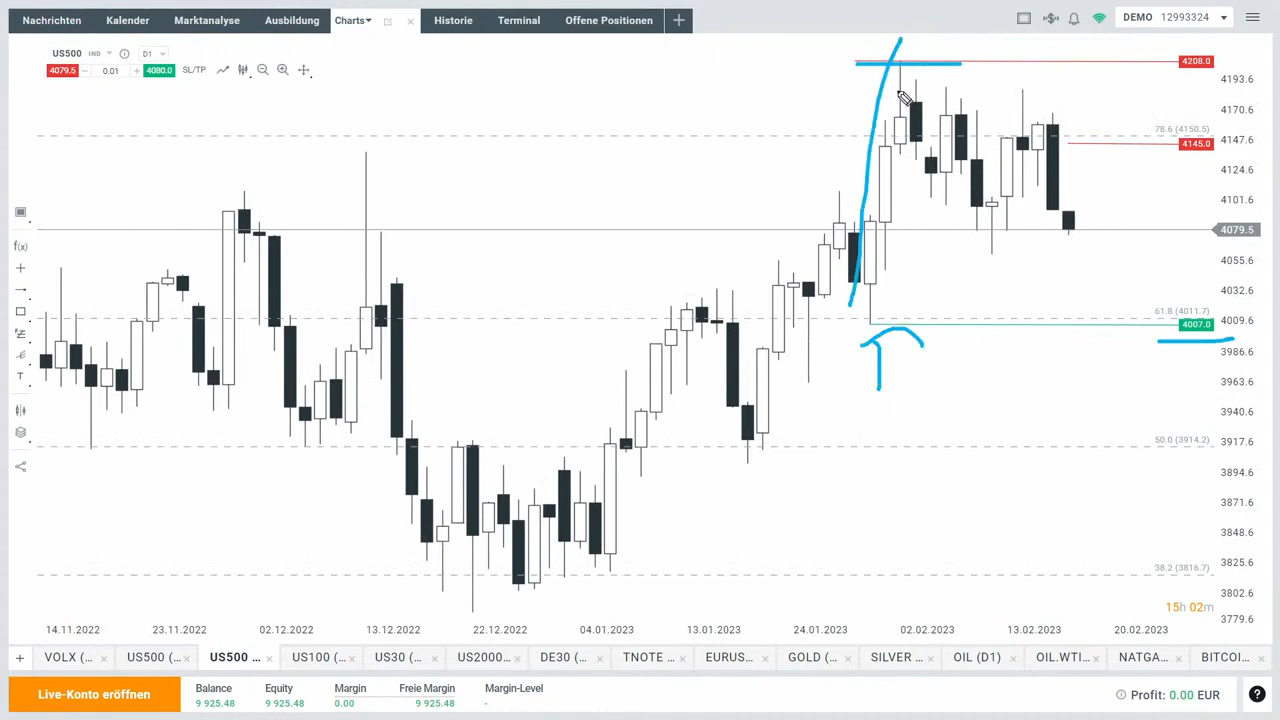 Nachrichten Kalender Marktanalyse Ausbildung Charts Historie Terminal Offene Positionen
DEMO 12993324
US500 IND D1
4079.5 0.01 4080.0 SL/TP
4208.0
4193.6
4170.6
78.6 (4150.5)
4147.6
4145.0
4124.6
4101.6
4079.5
4055.6
4032.6
61.8 (4011.7)
4009.6
4007.0
3986.6
3963.6
3940.6
50.0 (3914.2)
3917.6
3894.6
3871.6
3848.6
3825.6
38.2 (3816.7)
3802.6
15h 02m
3779.6
14.11.2022 23.11.2022 02.12.2022 13.12.2022 22.12.2022 04.01.2023 13.01.2023 24.01.2023 02.02.2023 13.02.2023 20.02.2023
VOLX (... US500 (... US500 ... US100 (... US30 (... US2000... DE30 (... TNOTE ... EURUS... GOLD (... SILVER ... OIL (D1) OIL.WTI... NATGA... BITCOI...
Live-Konto eröffnen
Balance Equity Margin Freie Margin Margin-Level
9 925.48 9 925.48 0.00 9 925.48 -
Profit: 0.00 EUR